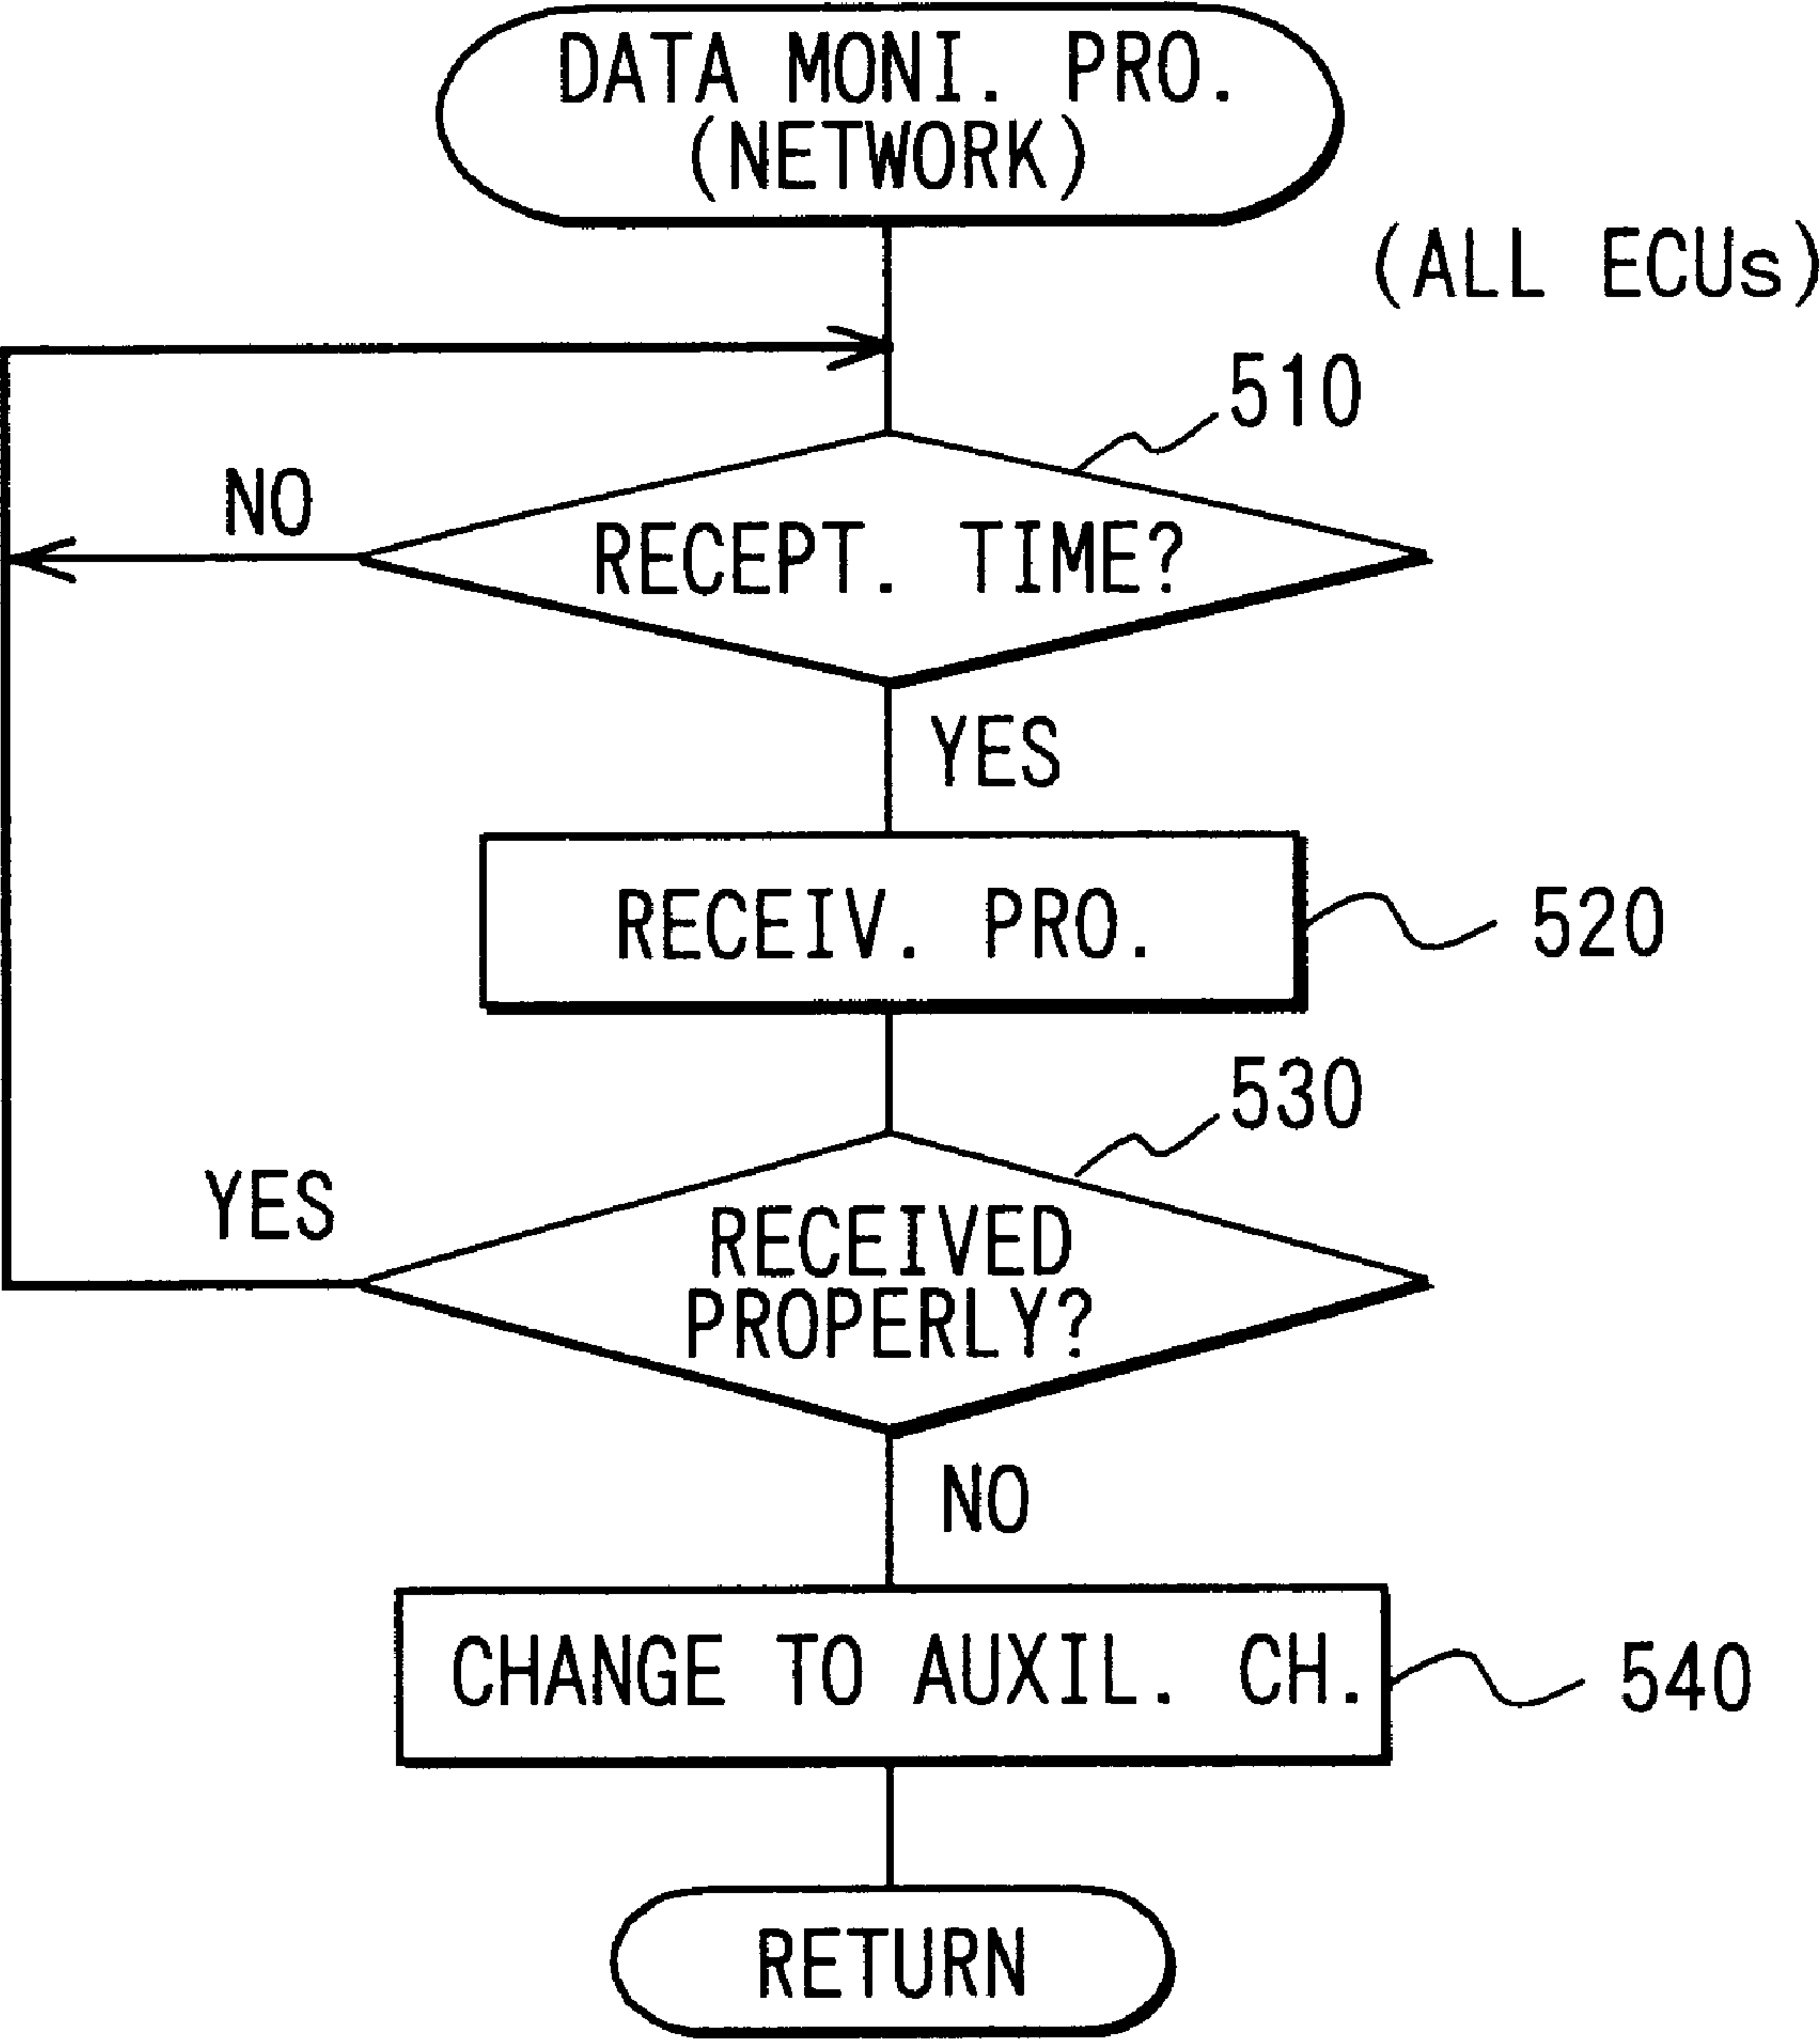 DATA MONI. PRO.
(NETWORK)
(ALL ECUs)
510
NO
RECEPT. TIME?
YES
RECEIV. PRO.
520
530
YES
RECEIVED
PROPERLY?
NO
CHANGE TO AUXIL. CH.
540
RETURN